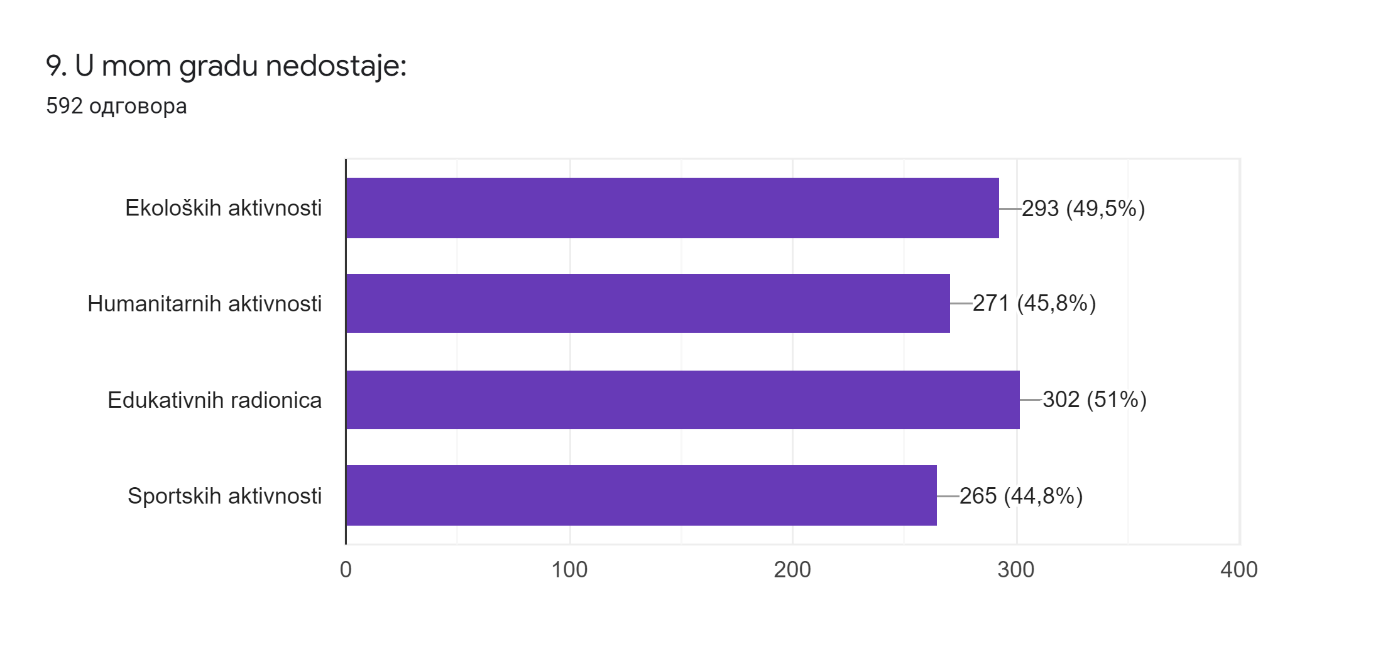 9. U mom gradu nedostaje:
592 одговора
Ekoloških aktivnosti
293 (49,5%)
Humanitarnih aktivnosti
271 (45,8%)
Edukativnih radionica
302 (51%)
Sportskih aktivnosti
265 (44,8%)
0 100 200 300 400